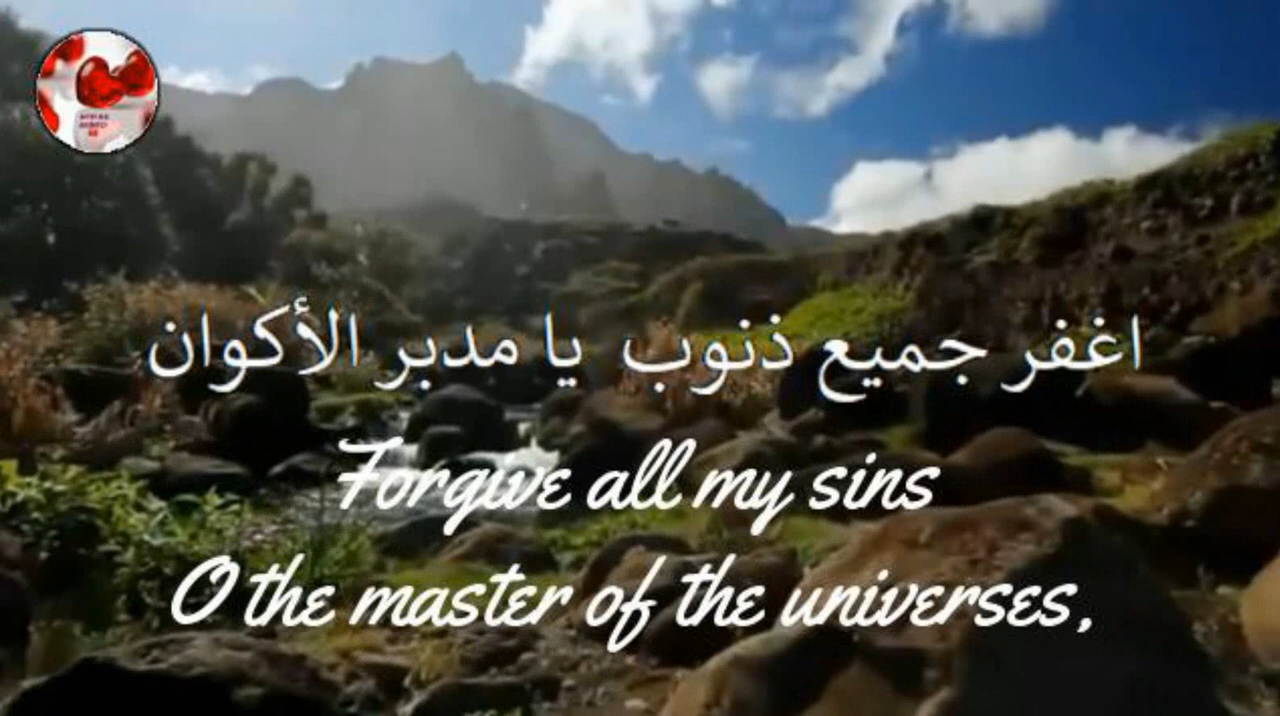 اغفر جميع ذنوب يا مدبر الأكوان
Forgive all my sins
O the master of the universes,